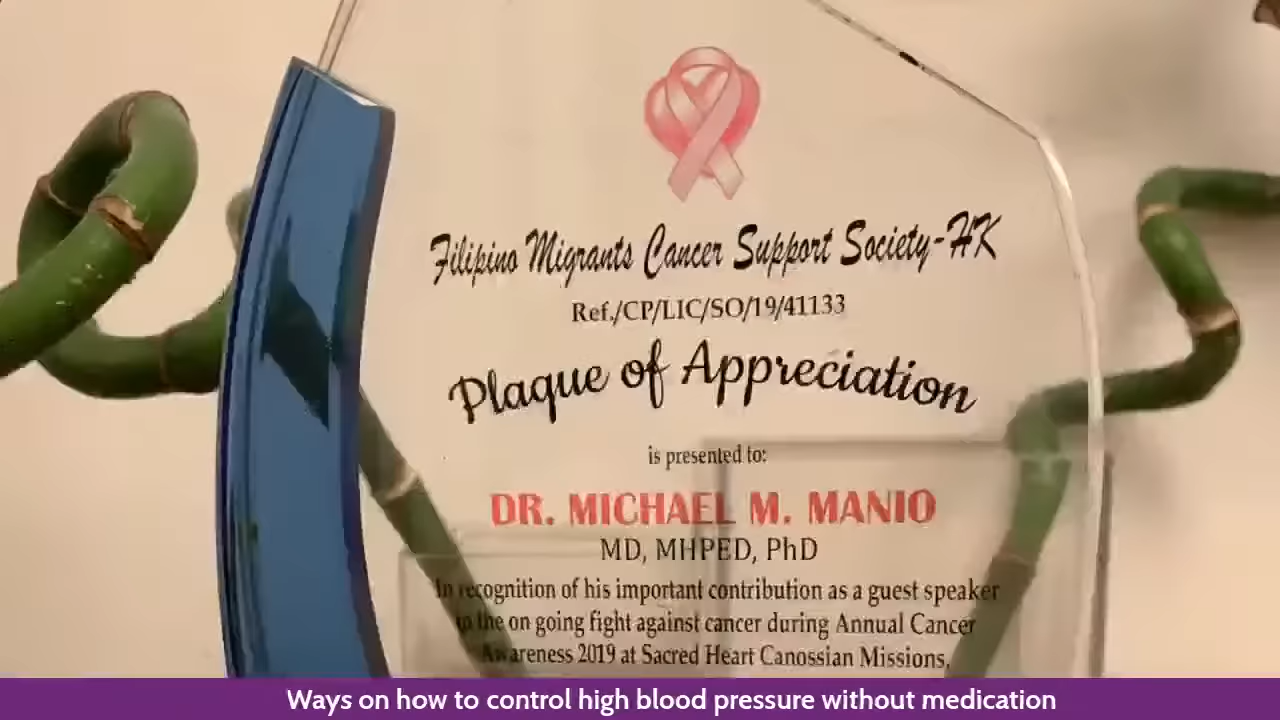 Filipino Migrants Cancer Support Society-HK
Ref./CP/LIC/SO/19/41133
Plaque of Appreciation
is presented to:
DR. MICHAEL M. MANIO
MD, MHPED, PhD
In recognition of his important contribution as a guest speaker
in the on going fight against cancer during Annual Cancer
Awareness 2019 at Sacred Heart Canossian Missions,
Ways on how to control high blood pressure without medication